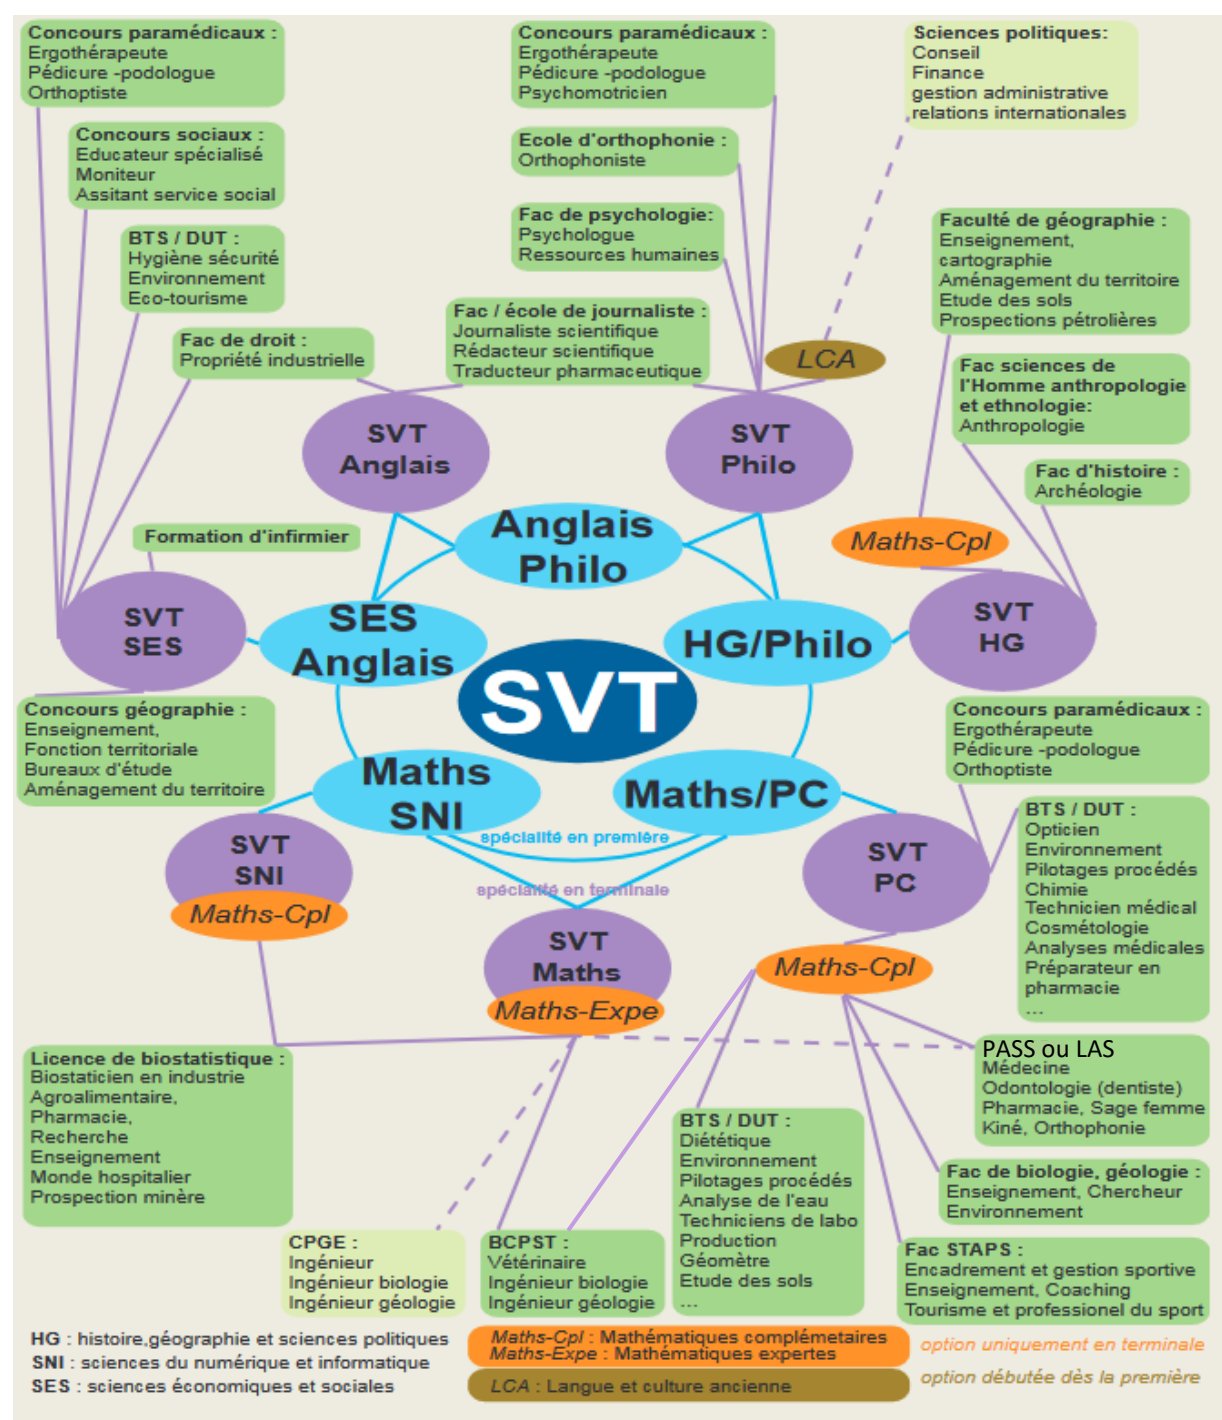 Concours paramédicaux :
Ergothérapeute
Pédicure -podologue
Orthoptiste
Concours paramédicaux :
Ergothérapeute
Pédicure -podologue
Psychomotricien
Sciences politiques:
Conseil
Finance
gestion administrative
relations internationales
Concours sociaux :
Educateur spécialisé
Moniteur
Assitant service social
Ecole d'orthophonie :
Orthophoniste
BTS / DUT :
Hygiène sécurité
Environnement
Eco-tourisme
Fac de psychologie:
Psychologue
Ressources humaines
Faculté de géographie :
Enseignement,
cartographie
Aménagement du territoire
Etude des sols
Prospections pétrolières
Fac de droit :
Propriété industrielle
Fac / école de journaliste :
Journaliste scientifique
Rédacteur scientifique
Traducteur pharmaceutique
LCA
Fac sciences de
l'Homme anthropologie
et ethnologie:
Anthropologie
SVT
Anglais
SVT
Philo
Fac d'histoire :
Archéologie
Formation d'infirmier
Anglais
Philo
Maths-Cpl
SVT
SES
SES
Anglais
HG/Philo
SVT
HG
SVT
Concours géographie :
Enseignement,
Fonction territoriale
Bureaux d'étude
Aménagement du territoire
Maths
SNI
Maths/PC
Concours paramédicaux :
Ergothérapeute
Pédicure -podologue
Orthoptiste
spécialité en première
spécialité en terminale
SVT
SNI
Maths-Cpl
SVT
Maths
Maths-Expe
SVT
PC
Maths-Cpl
BTS / DUT :
Opticien
Environnement
Pilotages procédés
Chimie
Technicien médical
Cosmétologie
Analyses médicales
Préparateur en
pharmacie
...
Licence de biostatistique :
Biostaticien en industrie
Agroalimentaire,
Pharmacie,
Recherche
Enseignement
Monde hospitalier
Prospection minère
PASS ou LAS
Médecine
Odontologie (dentiste)
Pharmacie, Sage femme
Kiné, Orthophonie
BTS / DUT :
Diététique
Environnement
Pilotages procédés
Analyse de l'eau
Techniciens de labo
Production
Géomètre
Etude des sols
...
Fac de biologie, géologie :
Enseignement, Chercheur
Environnement
CPGE :
Ingénieur
Ingénieur biologie
Ingénieur géologie
BCPST :
Vétérinaire
Ingénieur biologie
Ingénieur géologie
Fac STAPS :
Encadrement et gestion sportive
Enseignement, Coaching
Tourisme et professionel du sport
HG : histoire,géographie et sciences politiques
SNI : sciences du numérique et informatique
SES : sciences économiques et sociales
Maths-Cpl : Mathématiques complémetaires
Maths-Expe : Mathématiques expertes
LCA : Langue et culture ancienne
option uniquement en terminale
option débutée dès la première